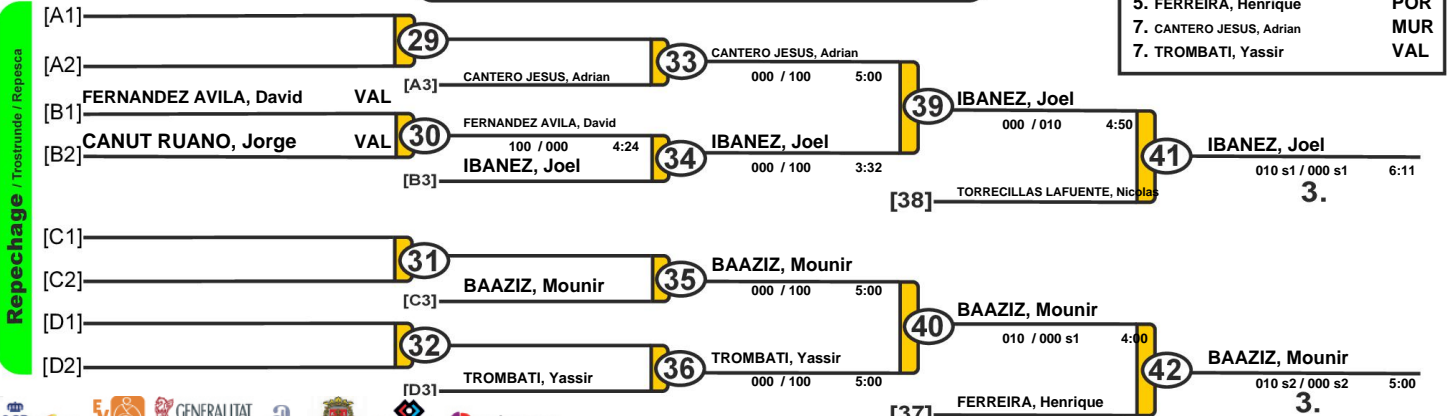 5. FERREIRA, Henrique POR
7. CANTERO JESUS, Adrian MUR
7. TROMBATI, Yassir VAL
Repechage / Trostrunde / Repesca
[A1]
[A2]
29
[A3] CANTERO JESUS, Adrian
33
CANTERO JESUS, Adrian
000 / 100 5:00
[B1] FERNANDEZ AVILA, David VAL
[B2] CANUT RUANO, Jorge VAL
30
FERNANDEZ AVILA, David
100 / 000 4:24
[B3] IBANEZ, Joel
34
IBANEZ, Joel
000 / 100 3:32
39
IBANEZ, Joel
000 / 010 4:50
[38] TORRECILLAS LAFUENTE, Nicolas
41
IBANEZ, Joel
010 s1 / 000 s1 6:11
3.
[C1]
[C2]
31
[C3] BAAZIZ, Mounir
35
BAAZIZ, Mounir
000 / 100 5:00
[D1]
[D2]
32
[D3] TROMBATI, Yassir
36
TROMBATI, Yassir
000 / 100 5:00
40
BAAZIZ, Mounir
010 / 000 s1 4:00
[37] FERREIRA, Henrique
42
BAAZIZ, Mounir
010 s2 / 000 s2 5:00
3.
GENERALITAT